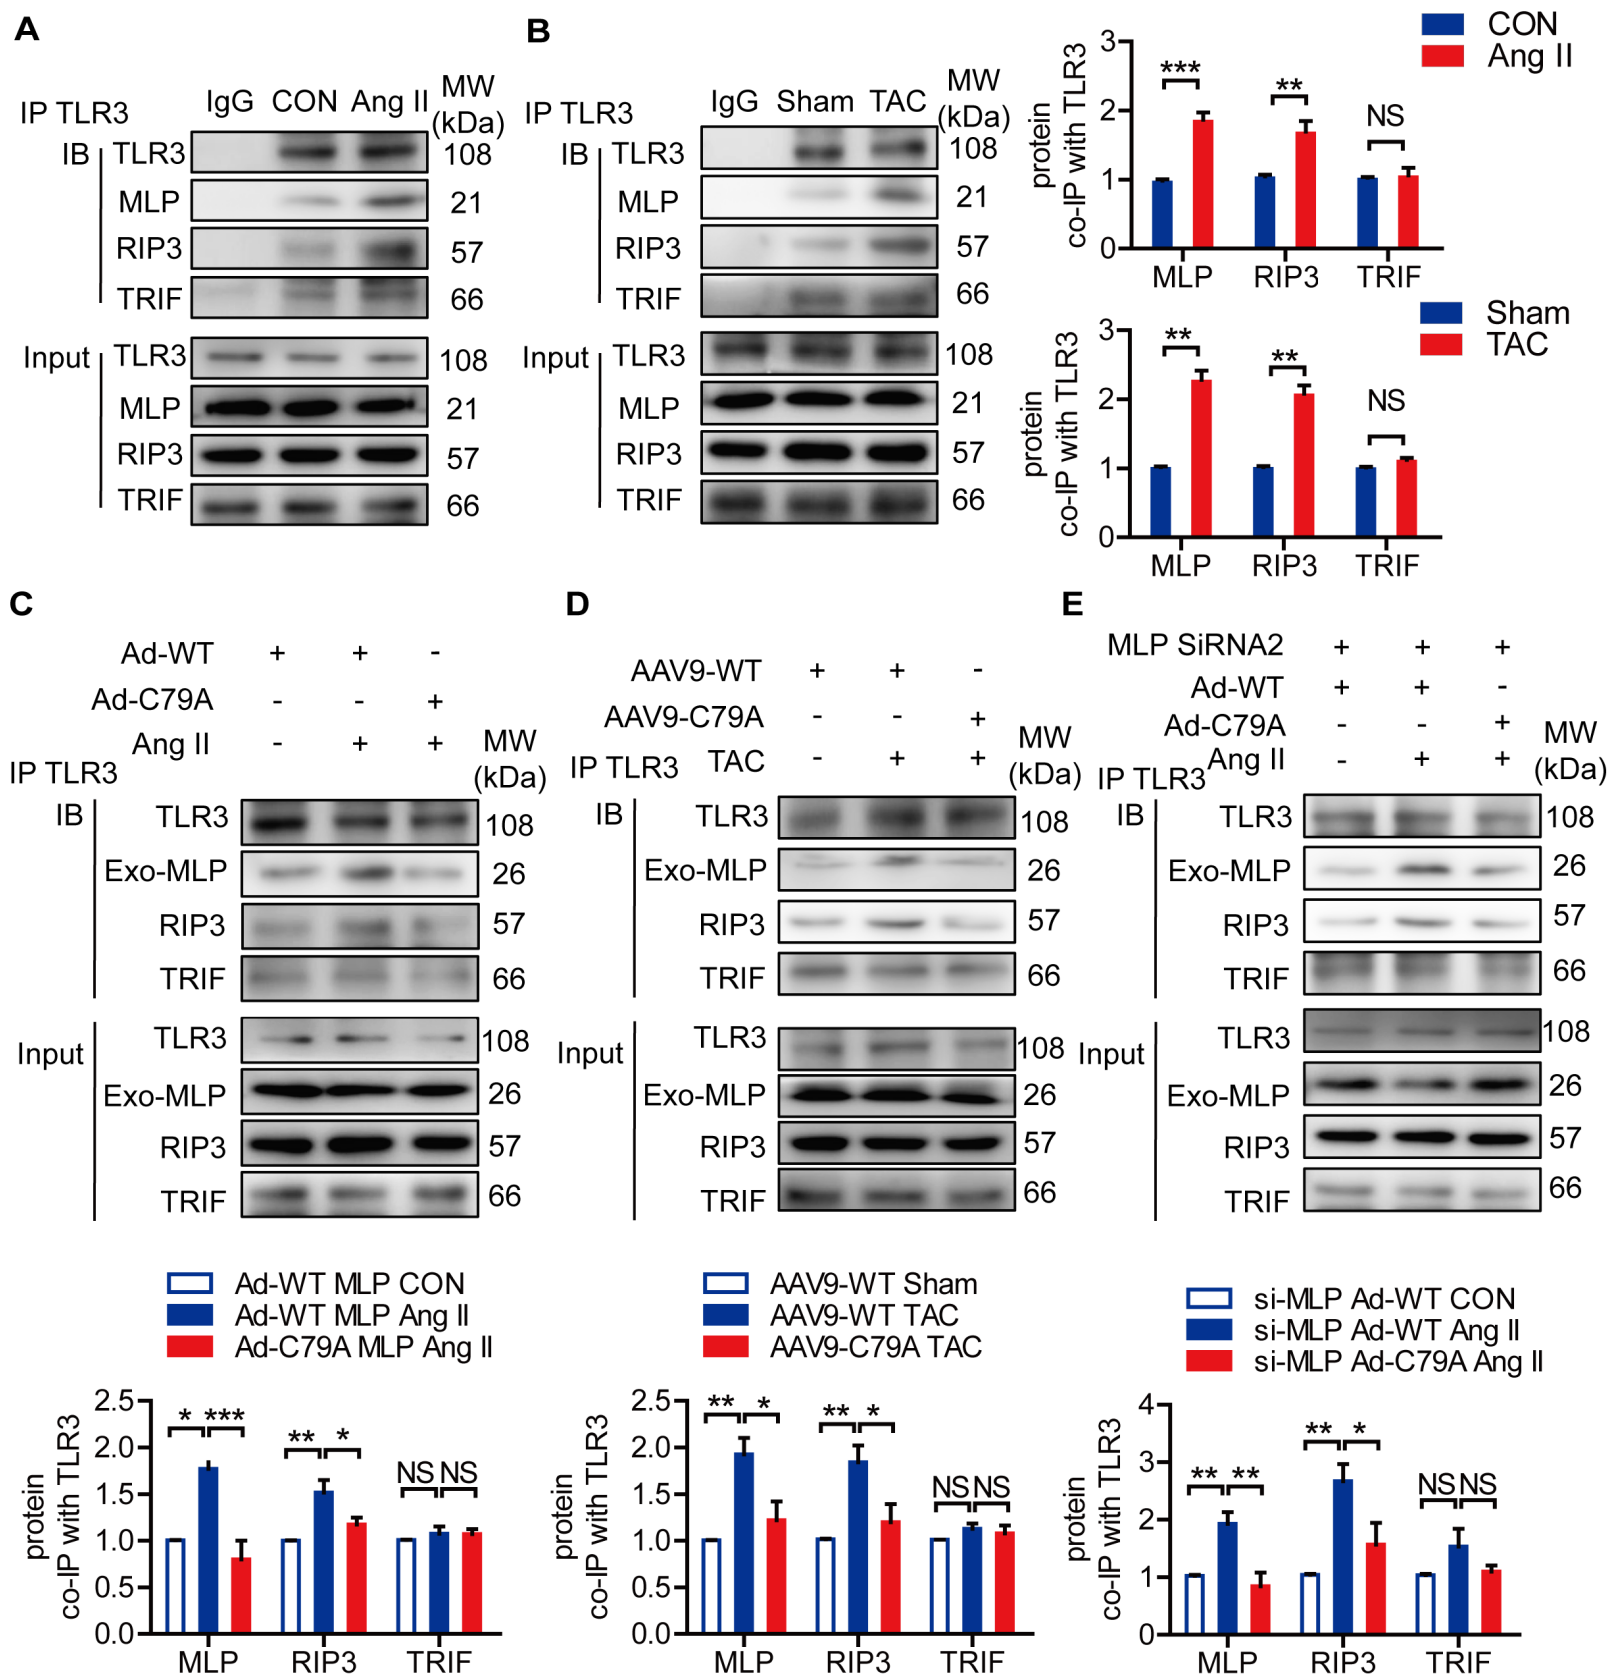 A
IP TLR3
IgG CON Ang II
MW
(kDa)
IB
TLR3 108
MLP 21
RIP3 57
TRIF 66
Input
TLR3 108
MLP 21
RIP3 57
TRIF 66
B
IP TLR3
IgG Sham TAC
MW
(kDa)
IB
TLR3 108
MLP 21
RIP3 57
TRIF 66
Input
TLR3 108
MLP 21
RIP3 57
TRIF 66
CON
Ang II
protein
co-IP with TLR3
3
2
1
0
*** ** NS
MLP RIP3 TRIF
Sham
TAC
protein
co-IP with TLR3
3
2
1
0
** ** NS
MLP RIP3 TRIF
C
Ad-WT + + -
Ad-C79A - - +
Ang II - + +
MW
(kDa)
IP TLR3
IB
TLR3 108
Exo-MLP 26
RIP3 57
TRIF 66
Input
TLR3 108
Exo-MLP 26
RIP3 57
TRIF 66
Ad-WT MLP CON
Ad-WT MLP Ang II
Ad-C79A MLP Ang II
protein
co-IP with TLR3
2.5
2.0
1.5
1.0
0.5
0.0
* *** ** * NS NS
MLP RIP3 TRIF
D
AAV9-WT + + -
AAV9-C79A - - +
TAC - + +
MW
(kDa)
IP TLR3
IB
TLR3 108
Exo-MLP 26
RIP3 57
TRIF 66
Input
TLR3 108
Exo-MLP 26
RIP3 57
TRIF 66
AAV9-WT Sham
AAV9-WT TAC
AAV9-C79A TAC
protein
co-IP with TLR3
2.5
2.0
1.5
1.0
0.5
0.0
** * ** * NS NS
MLP RIP3 TRIF
E
MLP SiRNA2 + + +
Ad-WT + + -
Ad-C79A - - +
Ang II - + +
MW
(kDa)
IP TLR3
IB
TLR3 108
Exo-MLP 26
RIP3 57
TRIF 66
Input
TLR3 108
Exo-MLP 26
RIP3 57
TRIF 66
si-MLP Ad-WT CON
si-MLP Ad-WT Ang II
si-MLP Ad-C79A Ang II
protein
co-IP with TLR3
4
3
2
1
0
** ** ** * NS NS
MLP RIP3 TRIF